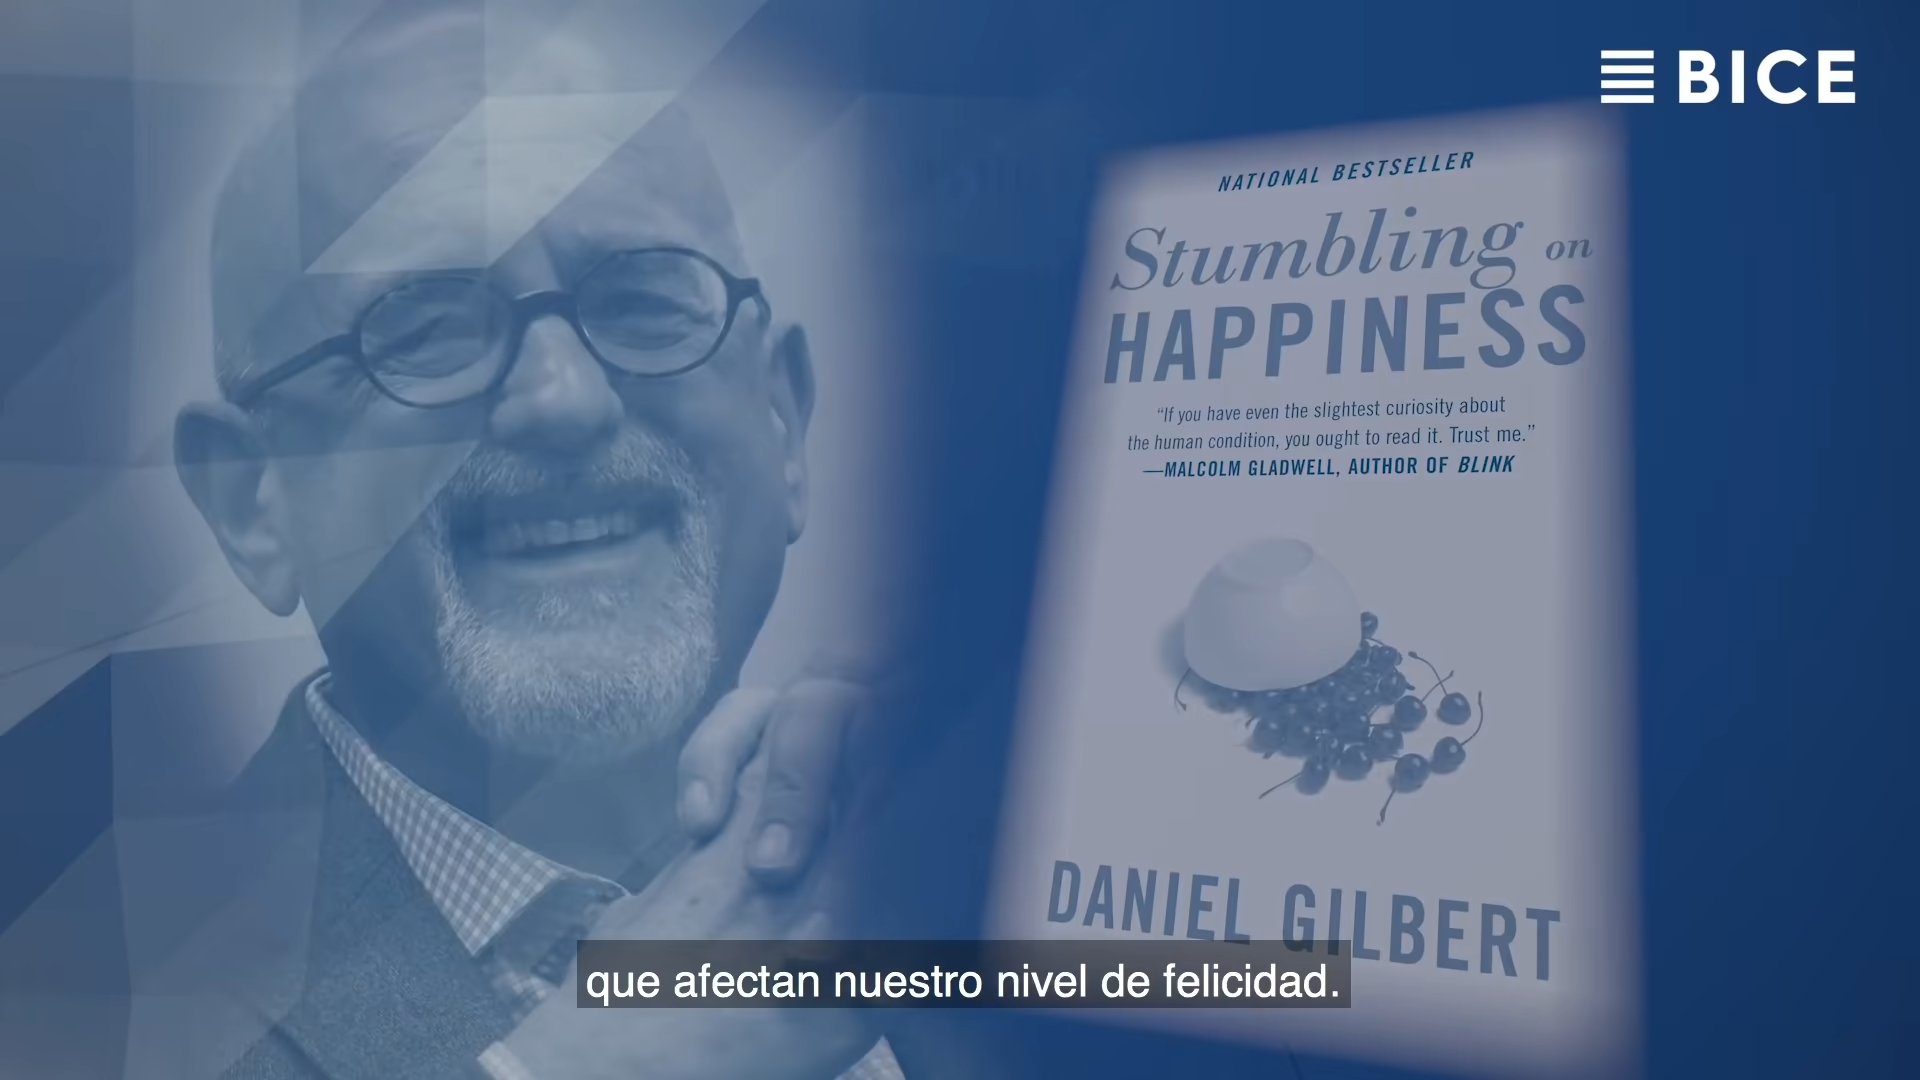 BICE
NATIONAL BESTSELLER
Stumbling on
HAPPINESS
“If you have even the slightest curiosity about
the human condition, you ought to read it. Trust me.”
—MALCOLM GLADWELL, AUTHOR OF BLINK
DANIEL GILBERT
que afectan nuestro nivel de felicidad.